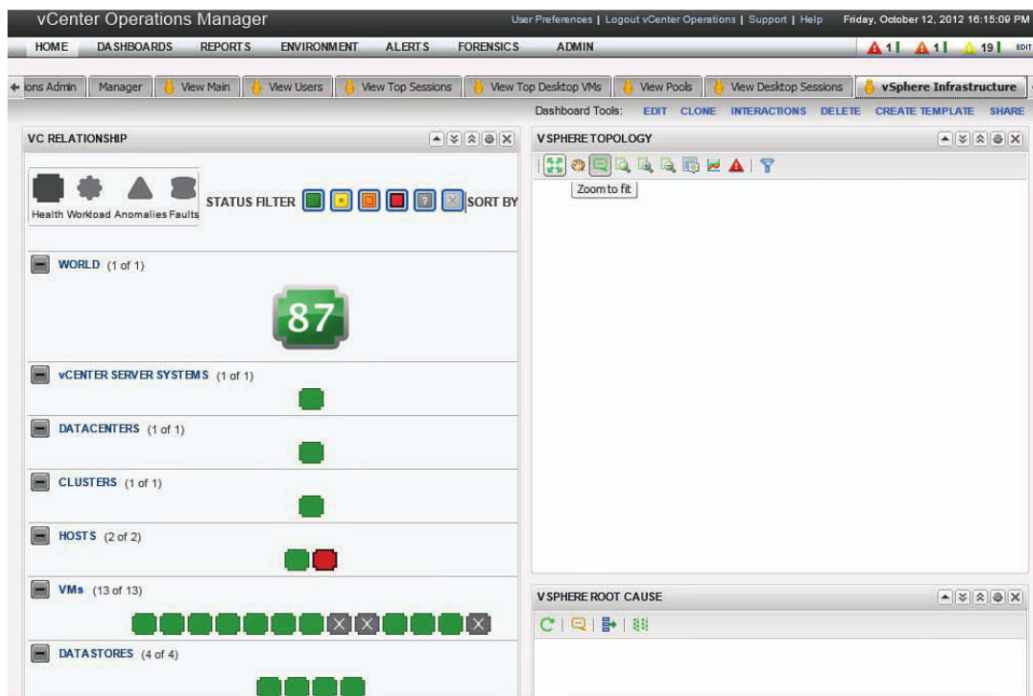 vCenter Operations Manager
User Preferences | Logout vCenter Operations | Support | Help Friday, October 12, 2012 16:15:09 PM
HOME DASHBOARDS REPORTS ENVIRONMENT ALERTS FORENSICS ADMIN 1 1 19 EDIT
ions Admin Manager View Main View Users View Top Sessions View Top Desktop VMs View Pools View Desktop Sessions vSphere Infrastructure
Dashboard Tools: EDIT CLONE INTERACTIONS DELETE CREATE TEMPLATE SHARE
VC RELATIONSHIP
Health Workload Anomalies Faults
STATUS FILTER ? X SORT BY
WORLD (1 of 1)
87
vCENTER SERVER SYSTEMS (1 of 1)
DATACENTERS (1 of 1)
CLUSTERS (1 of 1)
HOSTS (2 of 2)
VMs (13 of 13)
X X X
DATASTORES (4 of 4)
VSPHERE TOPOLOGY
Zoom to fit
VSPHERE ROOT CAUSE